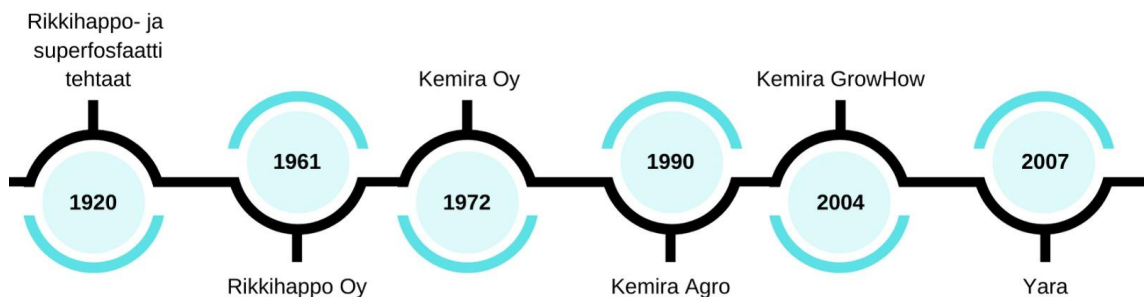 Rikkihappo- ja
superfosfaatti
tehtaat
1920
1961
Rikkihappo Oy
Kemira Oy
1972
1990
Kemira Agro
Kemira GrowHow
2004
2007
Yara